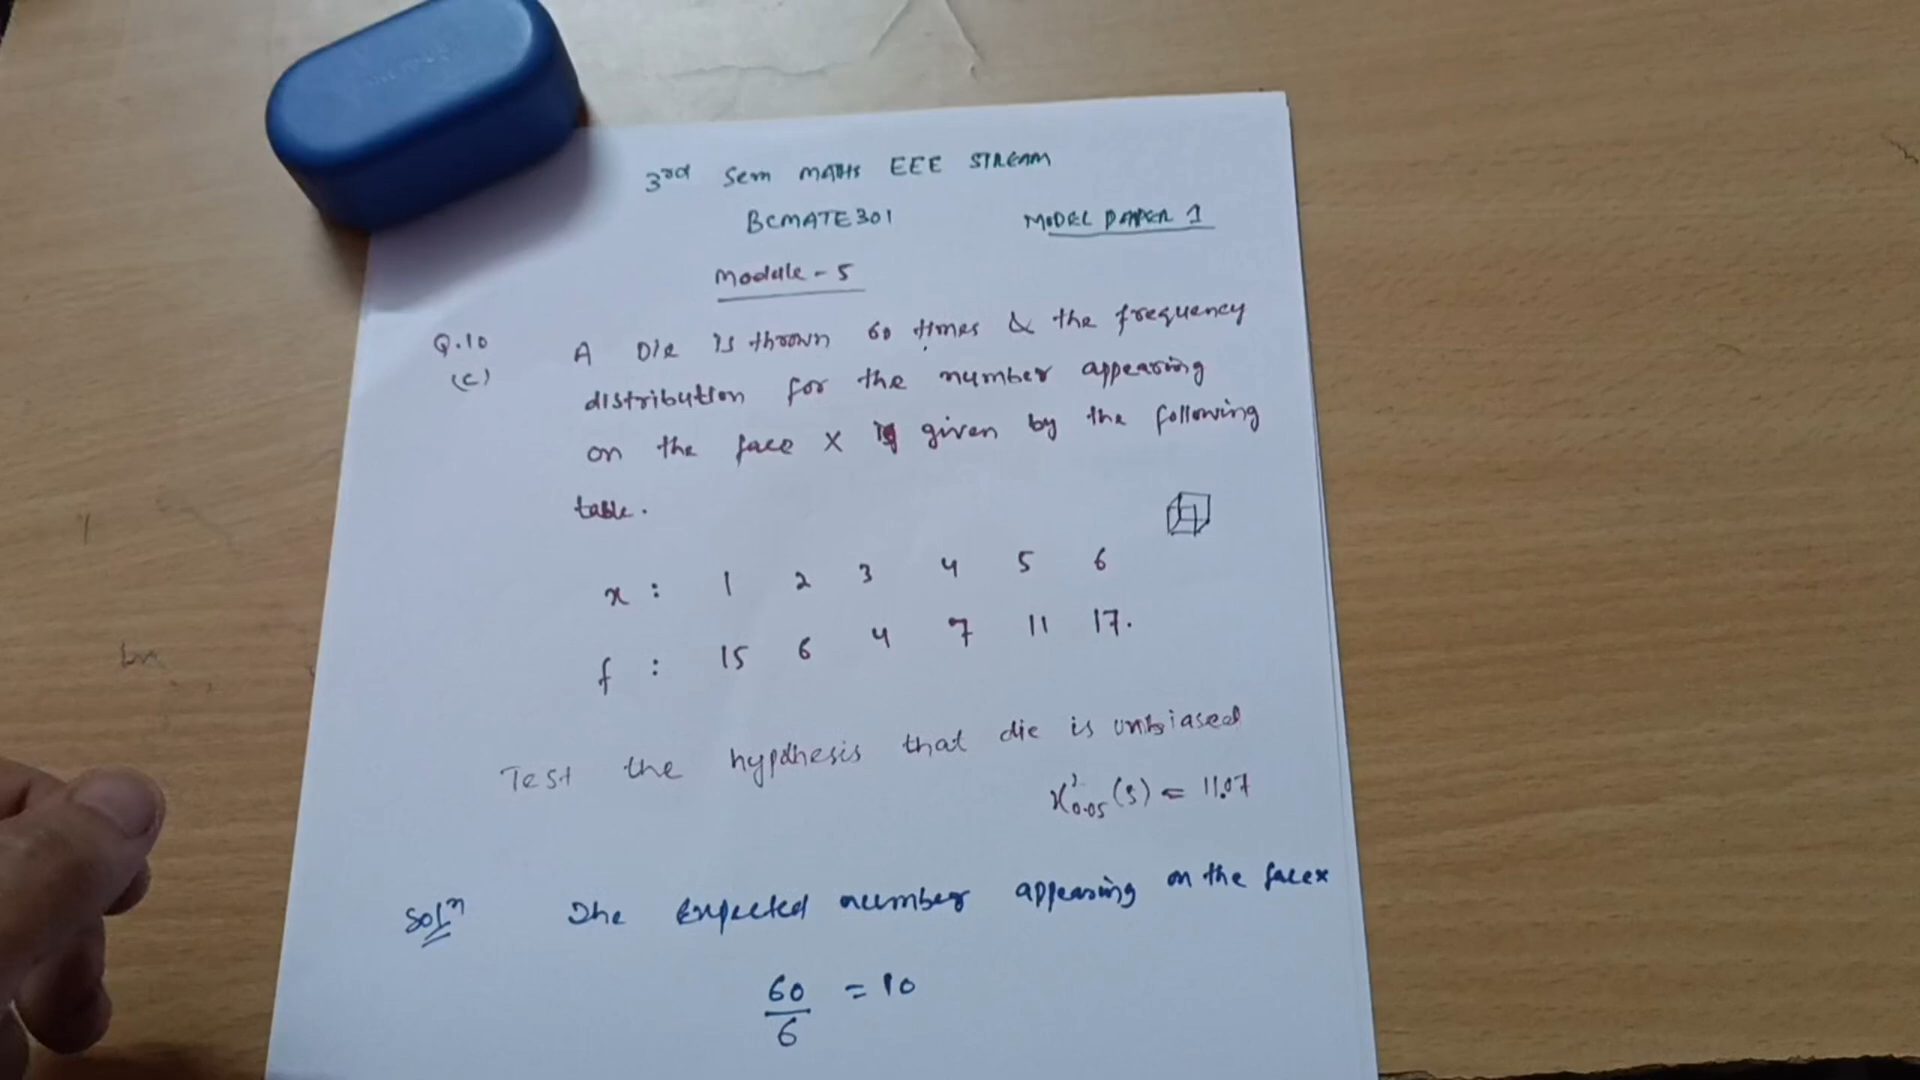 3rd Sem MATHS EEE STREAM
BCMATE301 MODEL PAPER 1
Module - 5
Q.10 A Die is thrown 60 times & the frequency
(c) distribution for the number appearing
on the face X is given by the following
table.
x : 1 2 3 4 5 6
f : 15 6 4 7 11 17.
Test the hypothesis that die is unbiased
χ²0.05 (5) = 11.07
Solⁿ The Expected number appearing on the face x
60/6 = 10